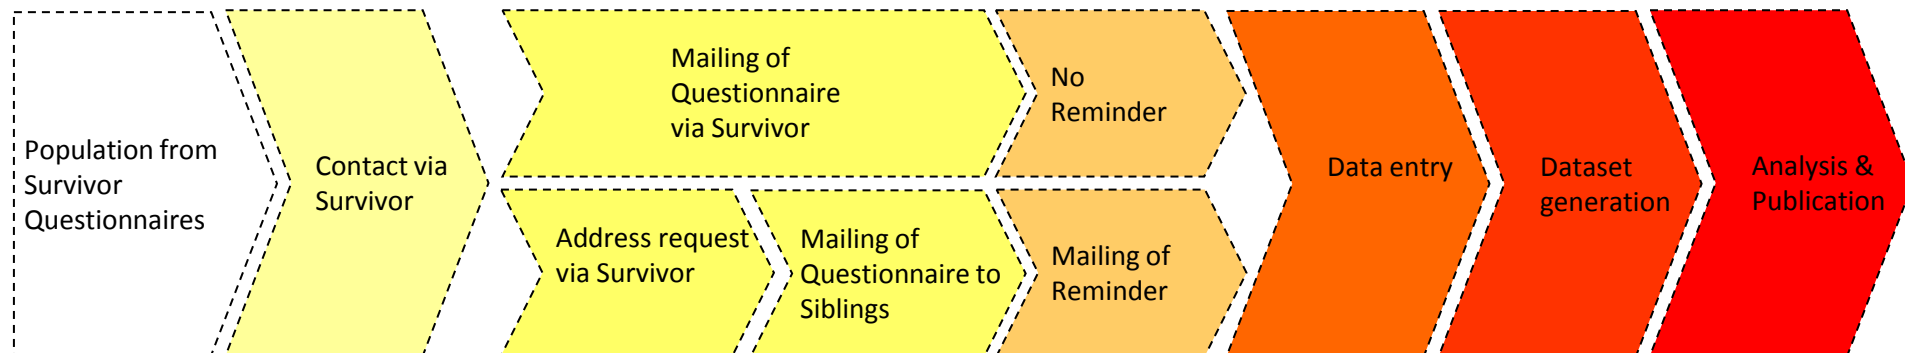 Population from
Survivor
Questionnaires
Contact via
Survivor
Mailing of
Questionnaire
via Survivor
No
Reminder
Address request
via Survivor
Mailing of
Questionnaire to
Siblings
Mailing of
Reminder
Data entry
Dataset
generation
Analysis &
Publication